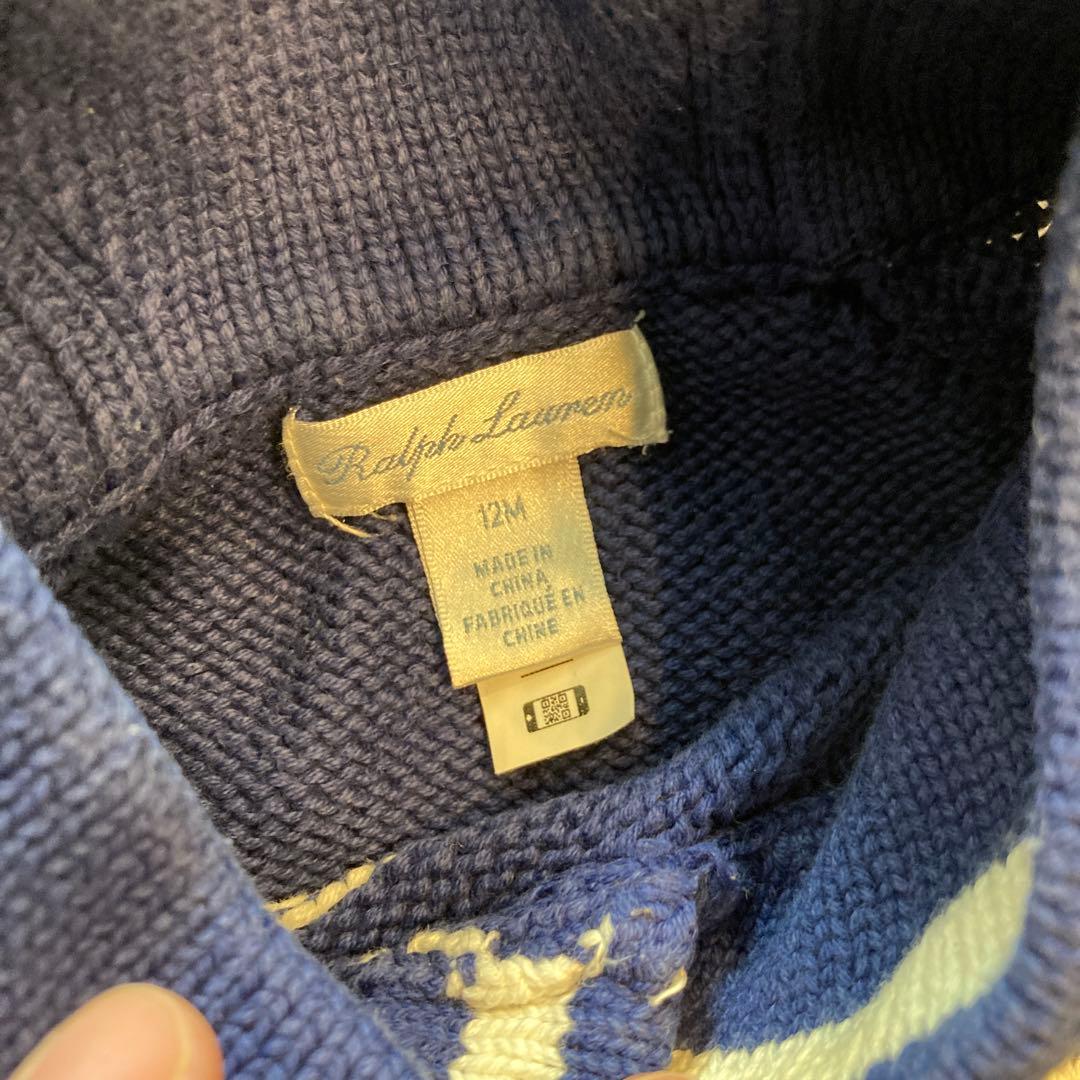 Ralph Lauren
12M
MADE IN
CHINA
FABRIQUÉ EN
CHINE